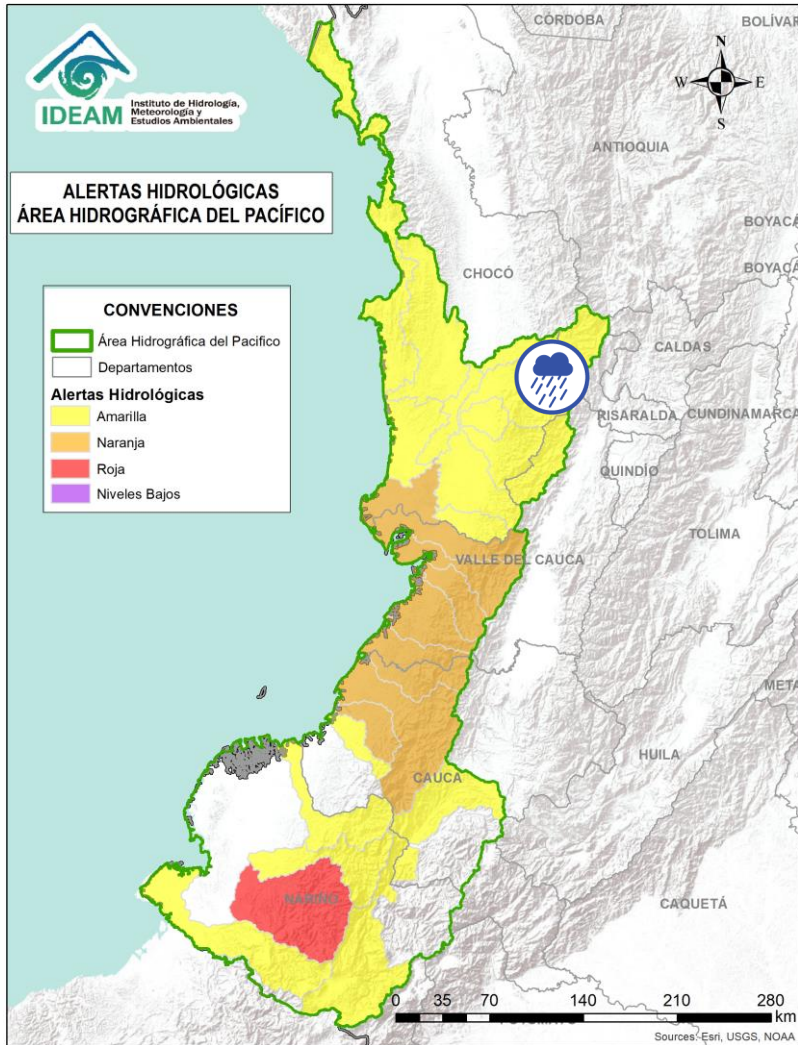 IDEAM
Instituto de Hidrología,
Meteorología y
Estudios Ambientales
CÓRDOBA
BOLÍVAR
N
W
E
S
ANTIOQUIA
ALERTAS HIDROLÓGICAS
ÁREA HIDROGRÁFICA DEL PACÍFICO
BOYACÁ
CHOCÓ
BOYACÁ
CONVENCIONES
Área Hidrográfica del Pacifico
Departamentos
Alertas Hidrológicas
Amarilla
Naranja
Roja
Niveles Bajos
CALDAS
RISARALDA
CUNDINAMARCA
QUINDÍO
TOLIMA
VALLE DEL CAUCA
META
HUILA
CAUCA
NARIÑO
CAQUETÁ
0 35 70 140 210 280
km
Sources: Esri, USGS, NOAA